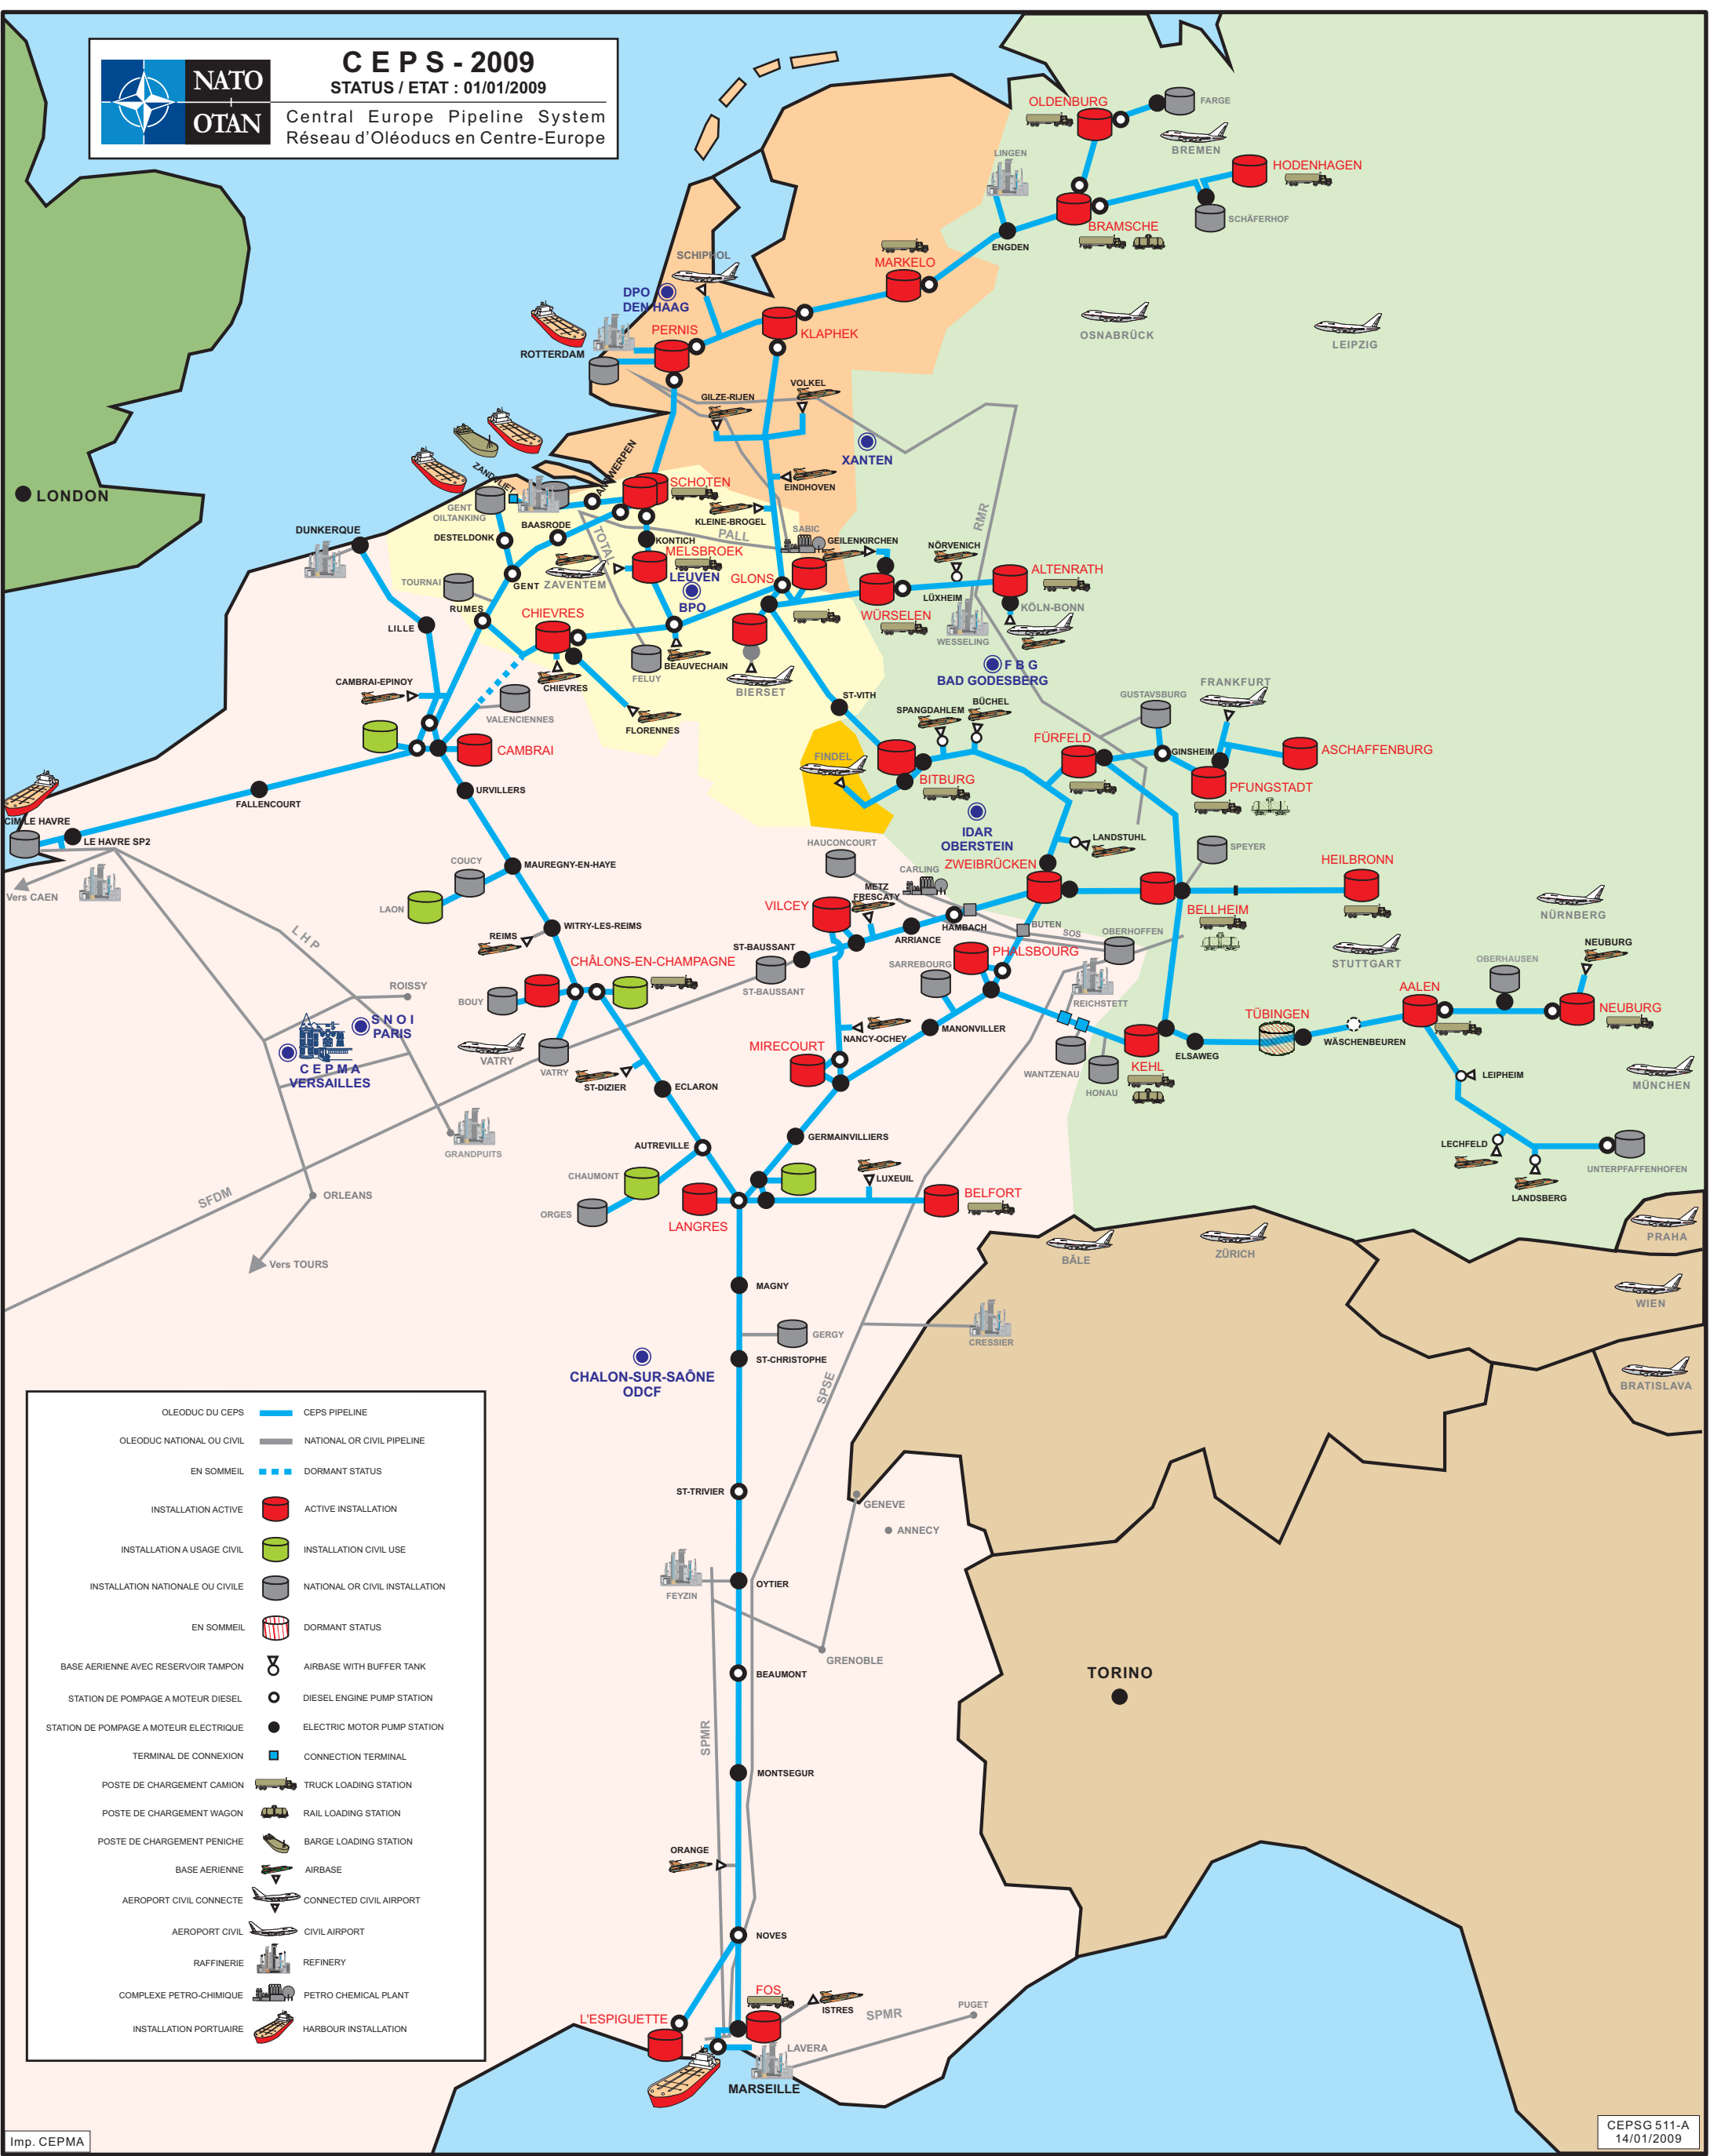 NATO
OTAN
C E P S - 2009
STATUS / ETAT : 01/01/2009
Central Europe Pipeline System
Réseau d'Oléoducs en Centre-Europe
OLDENBURG
FARGE
BREMEN
LINGEN
HODENHAGEN
SCHÄFERHOF
BRAMSCHE
ENGDEN
MARKELO
SCHIPHOL
DPO
DEN HAAG
OSNABRÜCK
LEIPZIG
PERNIS
KLAPHEK
ROTTERDAM
VOLKEL
GILZE-RIJEN
XANTEN
LONDON
EINDHOVEN
ZANDVLIET
ANTWERPEN
SCHOTEN
GENT
OILTANKING
KLEINE-BROGEL
RMR
DUNKERQUE
BAASRODE
PALL
SABIC
DESTELDONK
TOTAL
KONTICH
GEILENKIRCHEN
NÖRVENICH
MELSBROEK
ALTENRATH
TOURNAI
GENT
ZAVENTEM
LEUVEN
GLONS
LÜXHEIM
RUMES
BPO
KÖLN-BONN
CHIEVRES
WÜRSELEN
LILLE
WESSELING
FELUY
BEAUVECHAIN
F B G
BAD GODESBERG
CAMBRAI-EPINOY
CHIEVRES
BIERSET
ST-VITH
GUSTAVSBURG
FRANKFURT
VALENCIENNES
SPANGDAHLEM
BÜCHEL
FLORENNES
FÜRFELD
CAMBRAI
FINDEL
GINSHEIM
ASCHAFFENBURG
BITBURG
PFUNGSTADT
FALLENCOURT
URVILLERS
CIM LE HAVRE
IDAR
OBERSTEIN
LANDSTUHL
LE HAVRE SP2
HAUCONCOURT
SPEYER
COUCY
MAUREGNY-EN-HAYE
CARLING
ZWEIBRÜCKEN
HEILBRONN
Vers CAEN
METZ
FRESCATY
LAON
VILCEY
BELLHEIM
NÜRNBERG
LHP
WITRY-LES-REIMS
HAMBACH
BUTEN
SOS
REIMS
ARRIANCE
OBERHOFFEN
ST-BAUSSANT
PHALSBOURG
STUTTGART
NEUBURG
CHÂLONS-EN-CHAMPAGNE
SARREBOURG
OBERHAUSEN
ST-BAUSSANT
ROISSY
BOUY
REICHSTETT
AALEN
S N O I
PARIS
NEUBURG
TÜBINGEN
MANONVILLER
NANCY-OCHEY
WÄSCHENBEUREN
MIRECOURT
ELSAWEG
VATRY
VATRY
C E P M A
VERSAILLES
WANTZENAU
KEHL
ST-DIZIER
ECLARON
HONAU
LEIPHEIM
MÜNCHEN
GERMAINVILLIERS
AUTREVILLE
GRANDPUITS
LECHFELD
CHAUMONT
UNTERPFAFFENHOFEN
SFDM
ORLEANS
LUXEUIL
BELFORT
LANDSBERG
ORGES
LANGRES
PRAHA
Vers TOURS
BÂLE
ZÜRICH
MAGNY
WIEN
GERGY
CRESSIER
ST-CHRISTOPHE
CHALON-SUR-SAÔNE
ODCF
SPSE
BRATISLAVA
ST-TRIVIER
GENEVE
ANNECY
OYTIER
FEYZIN
GRENOBLE
BEAUMONT
TORINO
SPMR
MONTSEGUR
ORANGE
NOVES
FOS
ISTRES
SPMR
PUGET
L'ESPIGUETTE
LAVERA
MARSEILLE
OLEODUC DU CEPS CEPS PIPELINE
OLEODUC NATIONAL OU CIVIL NATIONAL OR CIVIL PIPELINE
EN SOMMEIL DORMANT STATUS
INSTALLATION ACTIVE ACTIVE INSTALLATION
INSTALLATION A USAGE CIVIL INSTALLATION CIVIL USE
INSTALLATION NATIONALE OU CIVILE NATIONAL OR CIVIL INSTALLATION
EN SOMMEIL DORMANT STATUS
BASE AERIENNE AVEC RESERVOIR TAMPON AIRBASE WITH BUFFER TANK
STATION DE POMPAGE A MOTEUR DIESEL DIESEL ENGINE PUMP STATION
STATION DE POMPAGE A MOTEUR ELECTRIQUE ELECTRIC MOTOR PUMP STATION
TERMINAL DE CONNEXION CONNECTION TERMINAL
POSTE DE CHARGEMENT CAMION TRUCK LOADING STATION
POSTE DE CHARGEMENT WAGON RAIL LOADING STATION
POSTE DE CHARGEMENT PENICHE BARGE LOADING STATION
BASE AERIENNE AIRBASE
AEROPORT CIVIL CONNECTE CONNECTED CIVIL AIRPORT
AEROPORT CIVIL CIVIL AIRPORT
RAFFINERIE REFINERY
COMPLEXE PETRO-CHIMIQUE PETRO CHEMICAL PLANT
INSTALLATION PORTUAIRE HARBOUR INSTALLATION
Imp. CEPMA
CEPSG 511-A
14/01/2009